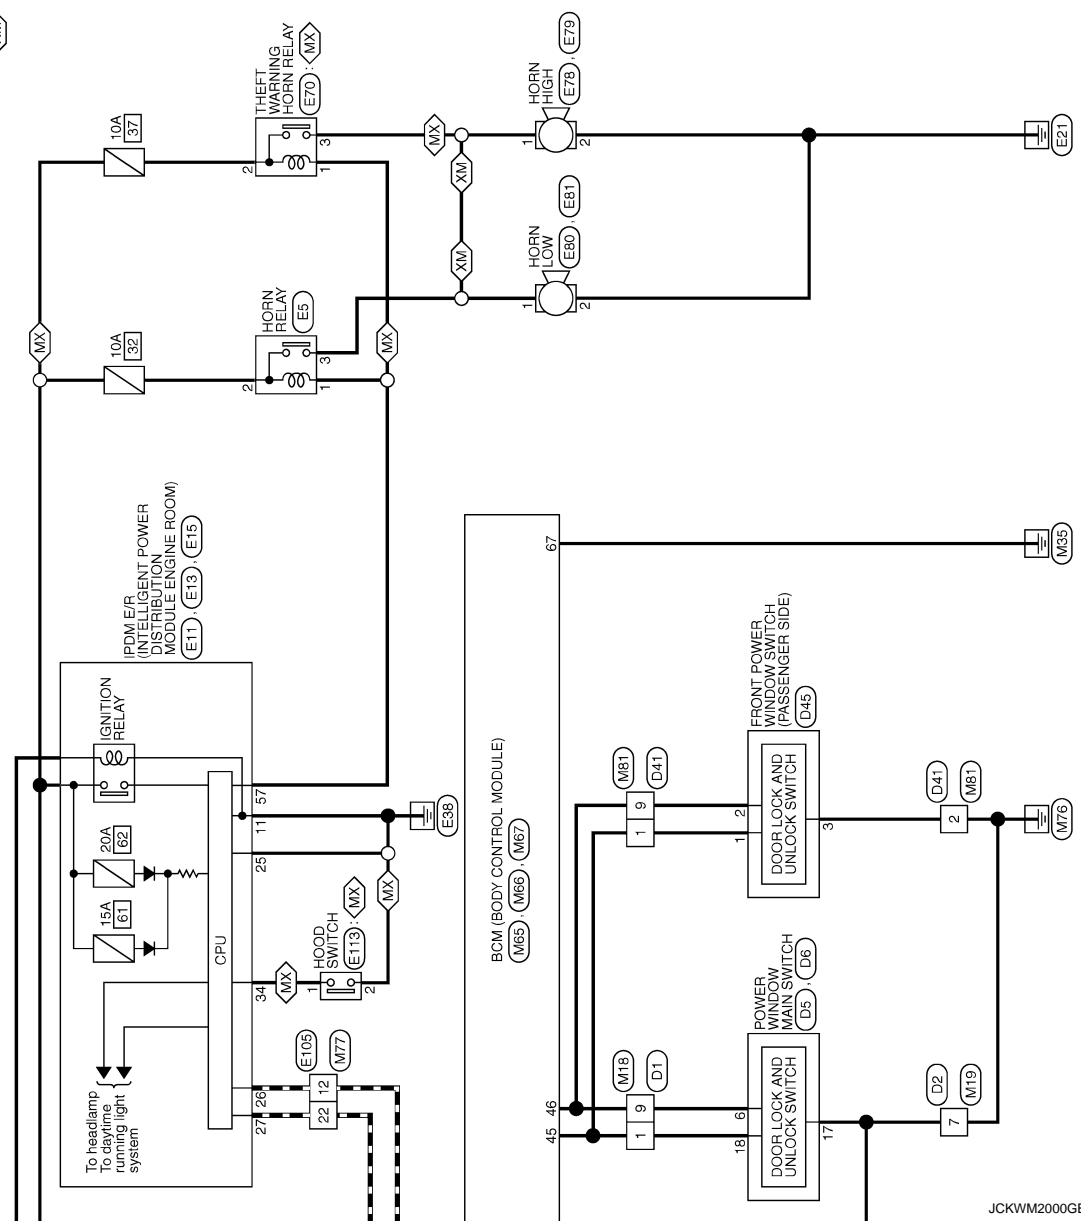 10A
37
THEFT
WARNING
HORN RELAY
E70 : MX
2
3
1
MX
MX
MX
HORN
HIGH
E78 , E79
1
2
E21
HORN
LOW
E80 , E81
1
2
MX
10A
32
HORN
RELAY
E5
2
3
1
MX
IPDM E/R
(INTELLIGENT POWER
DISTRIBUTION
MODULE ENGINE ROOM)
E11 , E13 , E15
IGNITION
RELAY
20A
62
15A
61
CPU
57
11
25
34
26
27
E38
MX
HOOD
SWITCH
E113 : MX
1
2
MX
To headlamp
To daytime
running light
system
E105
M77
12
22
BCM (BODY CONTROL MODULE)
M65 , M66 , M67
67
M35
46
45
M81
D41
9
1
FRONT POWER
WINDOW SWITCH
(PASSENGER SIDE)
D45
2
1
DOOR LOCK AND
UNLOCK SWITCH
3
D41
M81
2
M76
M18
D1
9
1
POWER
WINDOW
MAIN SWITCH
D5 , D6
6
18
DOOR LOCK AND
UNLOCK SWITCH
17
D2
M19
7